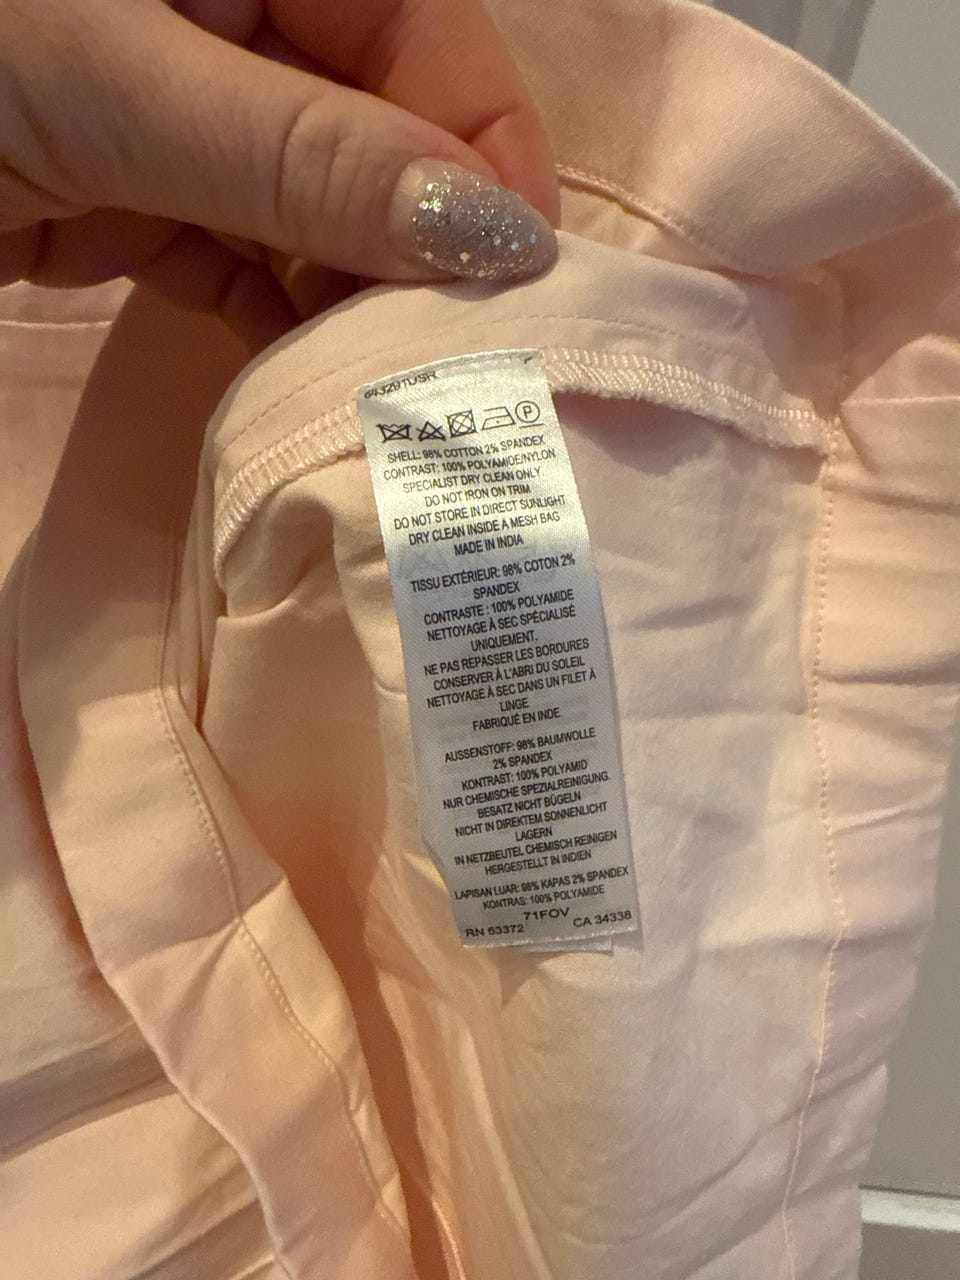 SHELL: 98% COTTON 2% SPANDEX
CONTRAST: 100% POLYAMIDE/NYLON
SPECIALIST DRY CLEAN ONLY.
DO NOT IRON ON TRIM
DO NOT STORE IN DIRECT SUNLIGHT
DRY CLEAN INSIDE A MESH BAG
MADE IN INDIA
TISSU EXTÉRIEUR: 98% COTON 2%
SPANDEX
CONTRASTE : 100% POLYAMIDE
NETTOYAGE À SEC SPÉCIALISÉ
UNIQUEMENT.
NE PAS REPASSER LES BORDURES
CONSERVER À L'ABRI DU SOLEIL
NETTOYAGE À SEC DANS UN FILET À
LINGE
FABRIQUÉ EN INDE
AUSSENSTOFF: 98% BAUMWOLLE
2% SPANDEX
KONTRAST: 100% POLYAMID
NUR CHEMISCHE SPEZIALREINIGUNG.
BESATZ NICHT BÜGELN
NICHT IN DIREKTEM SONNENLICHT
LAGERN
IN NETZBEUTEL CHEMISCH REINIGEN
HERGESTELLT IN INDIEN
LAPISAN LUAR: 98% KAPAS 2% SPANDEX
KONTRAS: 100% POLYAMIDE
71FOV
RN 53372 CA 34338